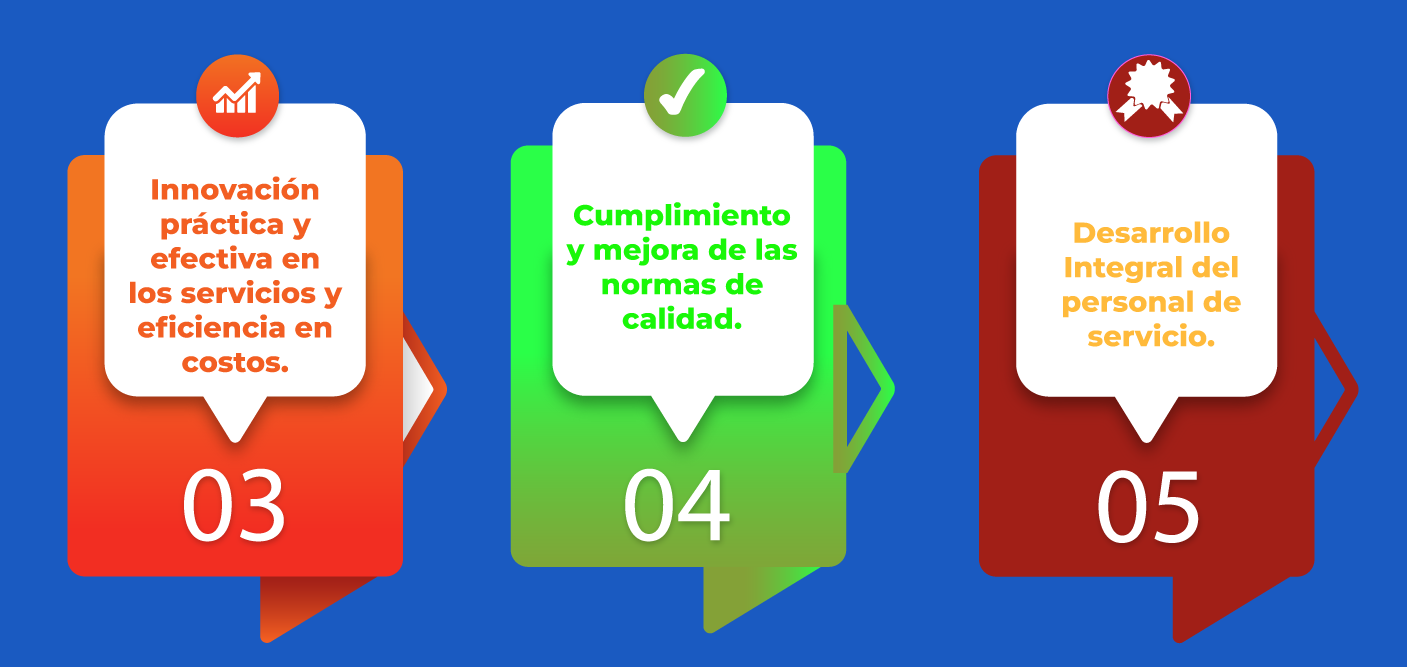 Innovación
práctica y
efectiva en
los servicios y
eficiencia en
costos.
03
Cumplimiento
y mejora de las
normas de
calidad.
04
Desarrollo
Integral del
personal de
servicio.
05